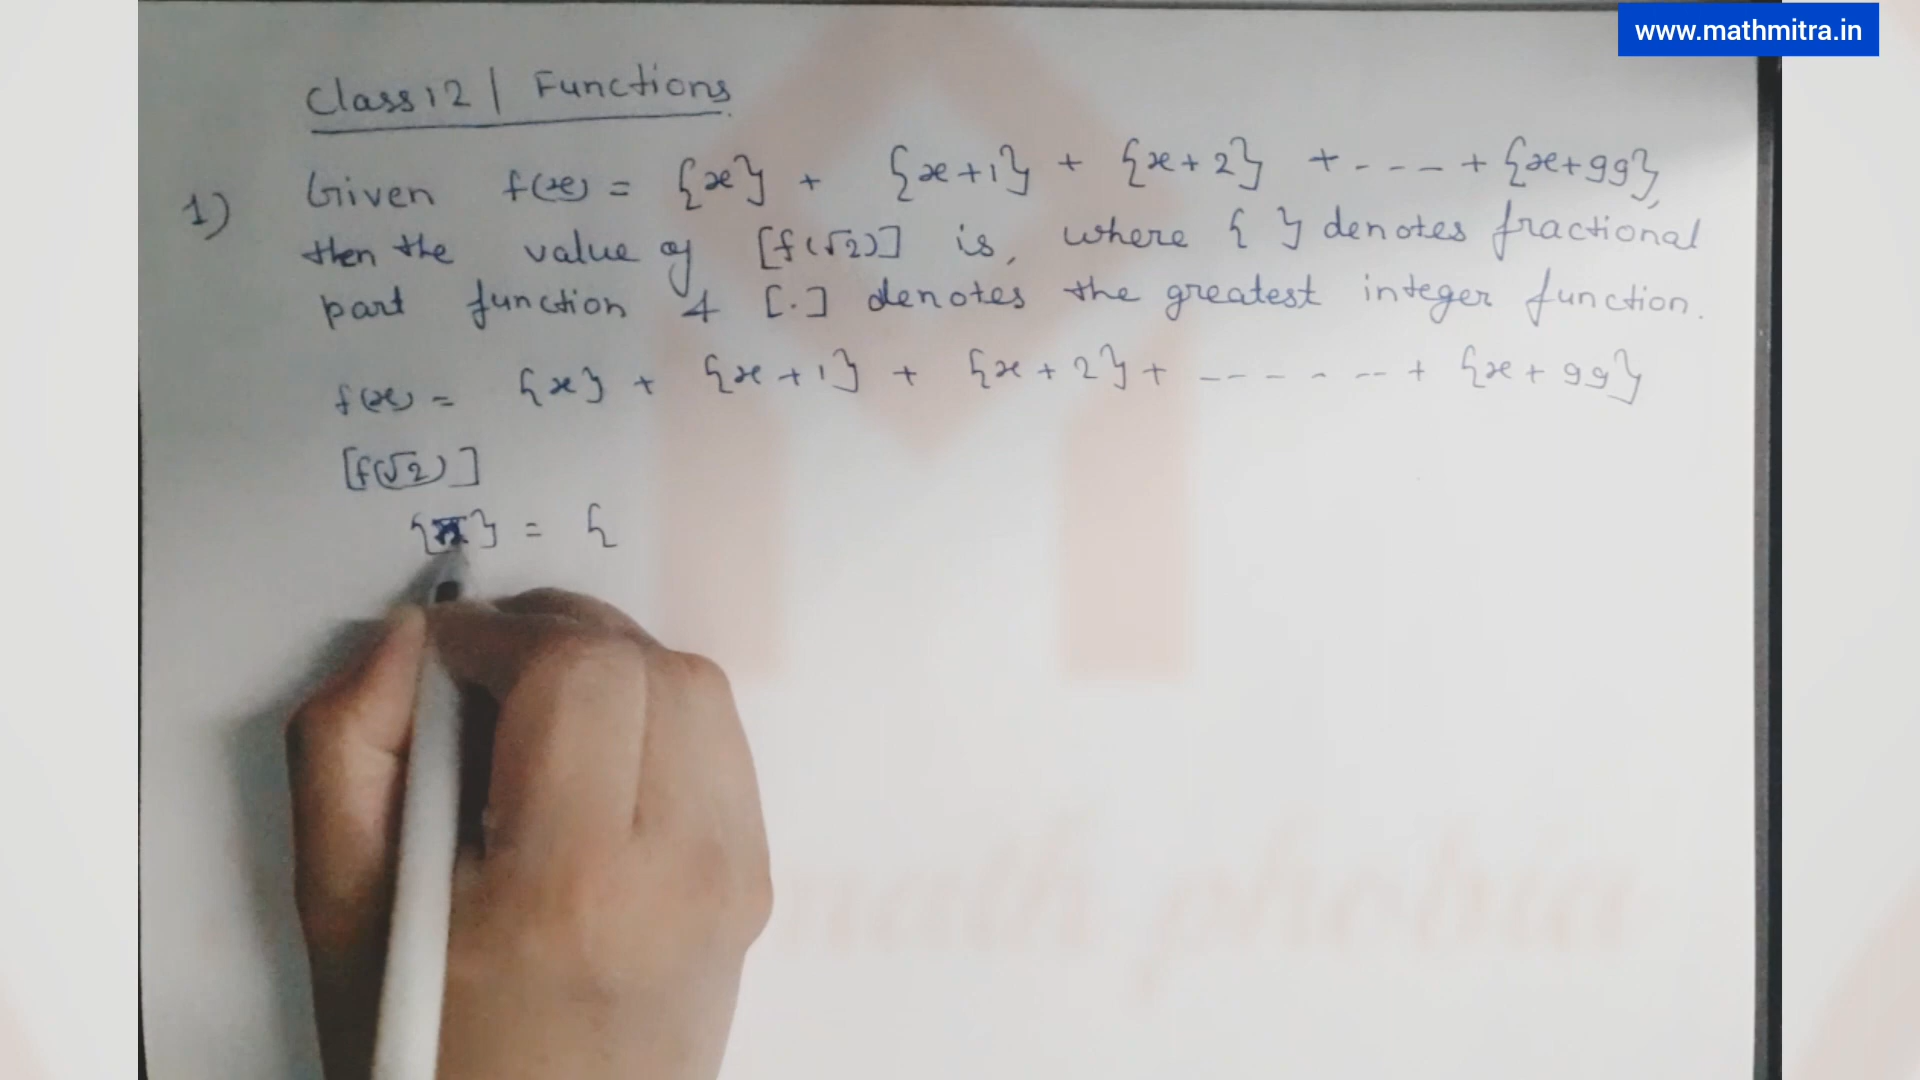 www.mathmitra.in
Class 12 | Functions
1) Given f(x) = {x} + {x+1} + {x+2} + - - - + {x+99},
then the value of [f(√2)] is, where { } denotes fractional
part function & [.] denotes the greatest integer function.
f(x) = {x} + {x+1} + {x+2} + - - - - - - + {x+99}
[f(√2)]
{x} = {